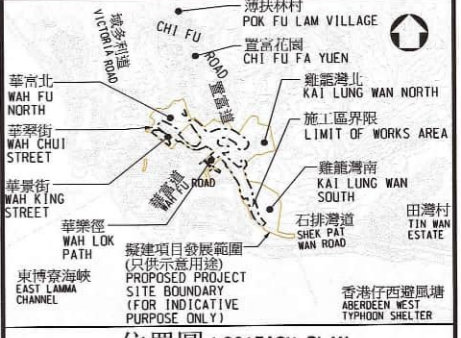 薄扶林村
POK FU LAM VILLAGE
域多利道
VICTORIA ROAD
CHI FU ROAD
置富道
置富花園
CHI FU FA YUEN
華富北
WAH FU
NORTH
雞籠灣北
KAI LUNG WAN NORTH
華翠街
WAH CHUI
STREET
施工區界限
LIMIT OF WORKS AREA
華景街
WAH KING
STREET
華富道
WAH FU ROAD
雞籠灣南
KAI LUNG WAN
SOUTH
華樂徑
WAH LOK
PATH
石排灣道
SHEK PAI
WAN ROAD
田灣村
TIN WAN
ESTATE
擬建項目發展範圍
(只供示意用途)
PROPOSED PROJECT
SITE BOUNDARY
(FOR INDICATIVE
PURPOSE ONLY)
東博寮海峽
EAST LAMMA
CHANNEL
香港仔西避風塘
ABERDEEN WEST
TYPHOON SHELTER